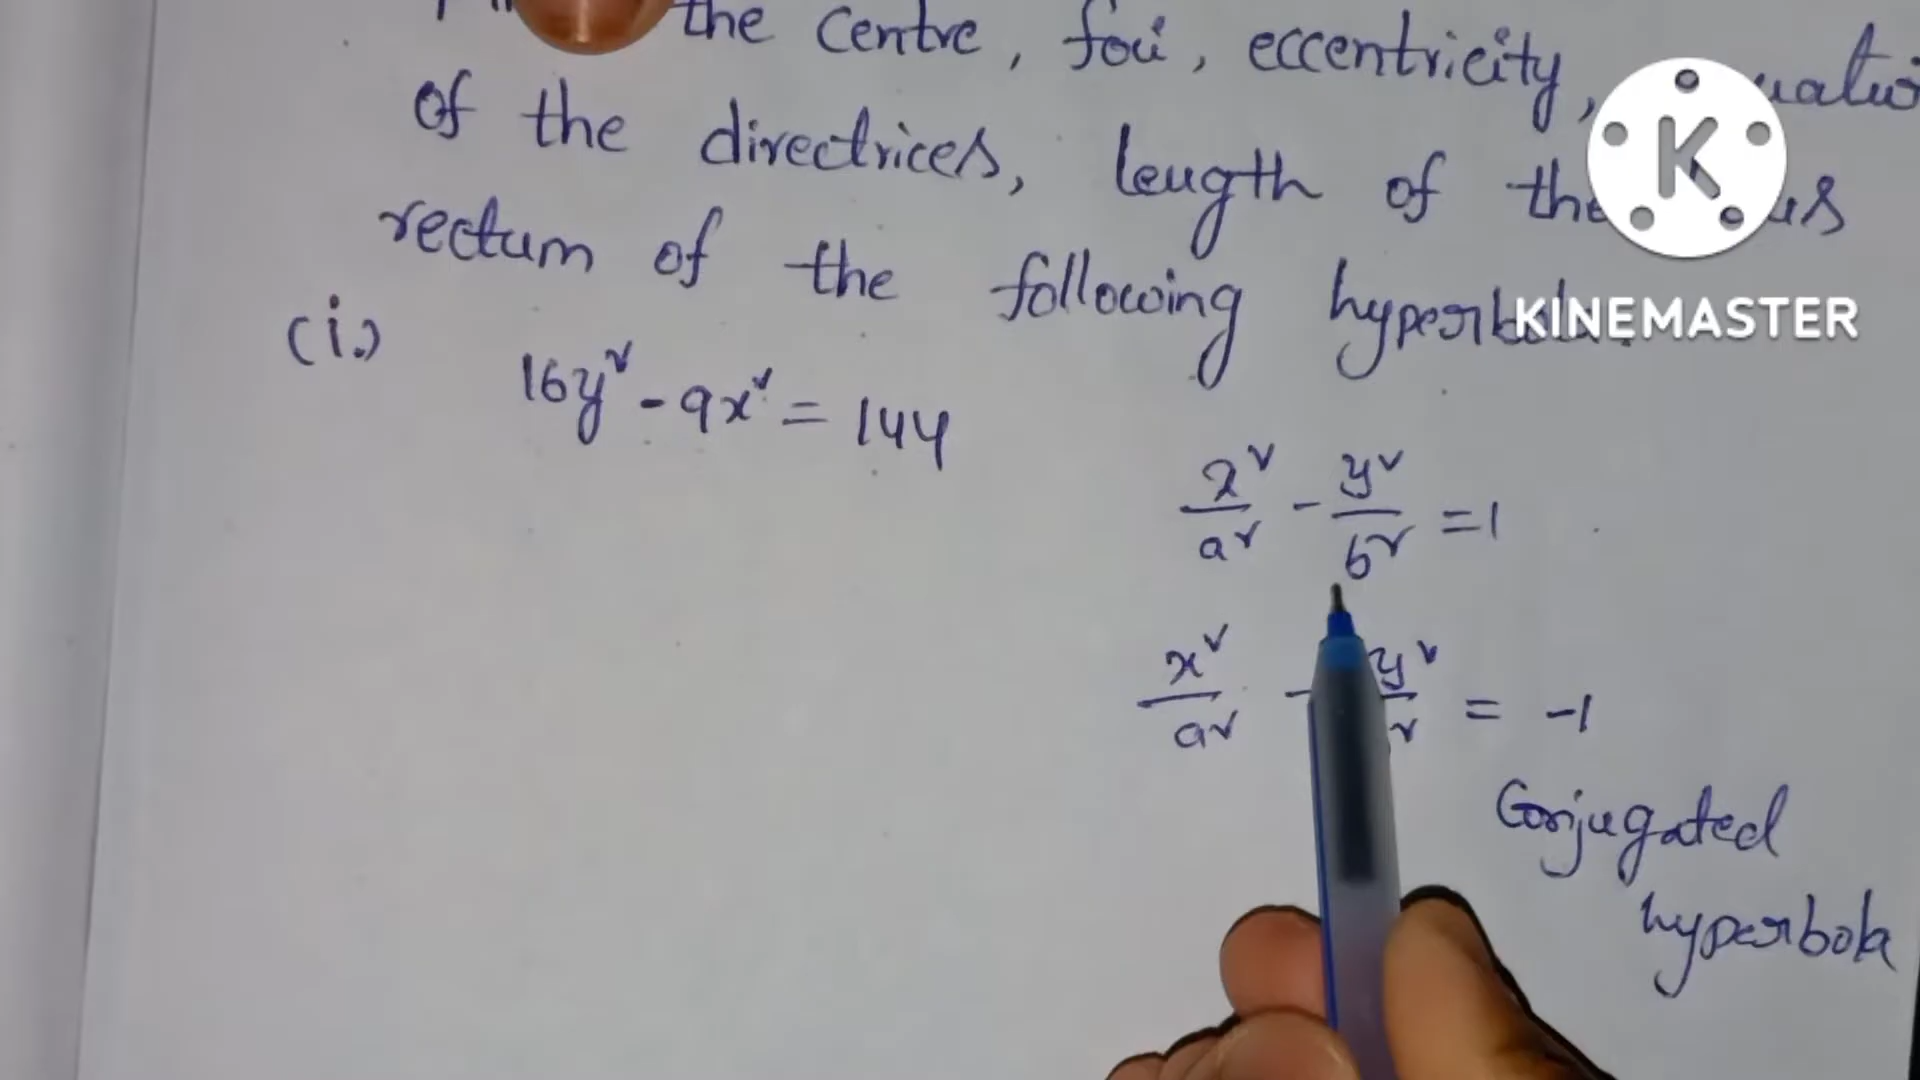 the centre, foci, eccentricity,
of the directrices, length of the
rectum of the following hyperbola.
(i.) 16y² - 9x² = 144
x²/a² - y²/b² = 1
x²/a² - y² = -1
Conjugated
hyperbola
KINEMASTER